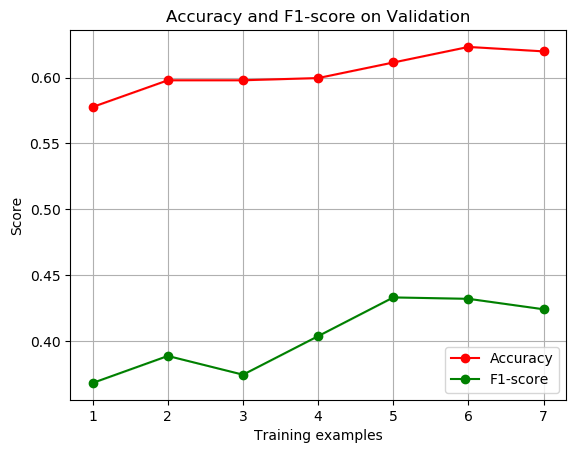 Accuracy and F1-score on Validation
Score
0.60
0.55
0.50
0.45
0.40
Accuracy
F1-score
1 2 3 4 5 6 7
Training examples